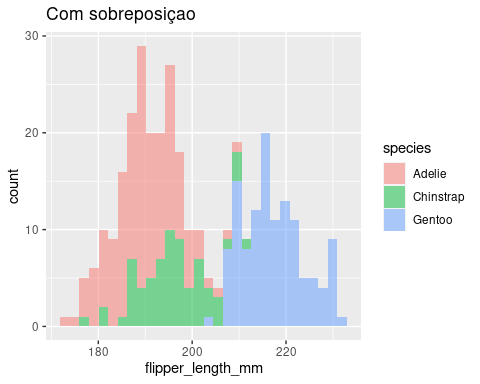 Com sobreposiçao
30
20
10
0
count
180
200
220
flipper_length_mm
species
Adelie
Chinstrap
Gentoo